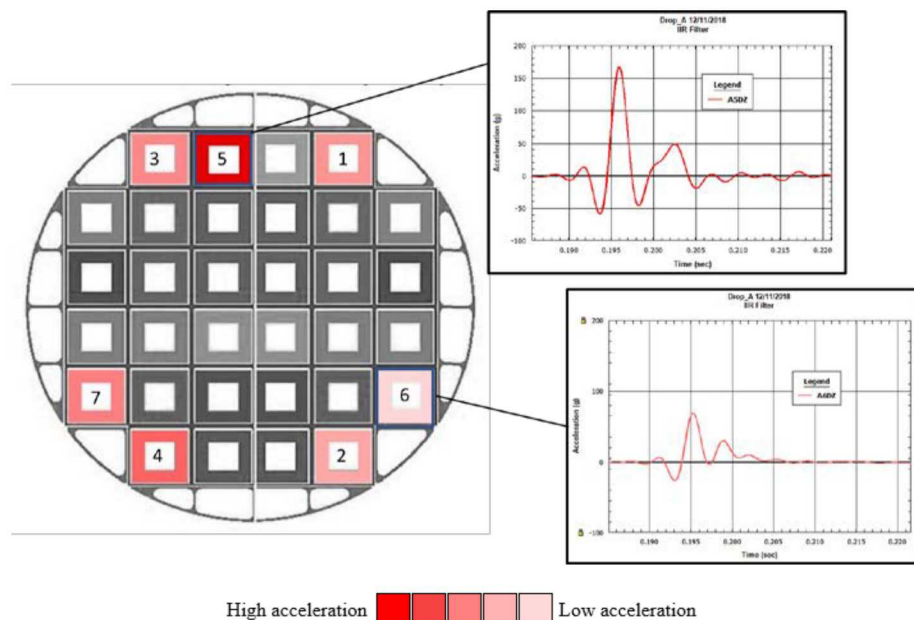 Drop_A 12/11/2018
IIR Filter
200
150
100
50
0
-50
-100
Acceleration (g)
Legend
A5DZ
0.190
0.195
0.200
0.205
0.210
0.215
0.220
Time (sec)
3
5
1
7
6
4
2
Drop_A 12/11/2018
IIR Filter
200
100
0
-100
Acceleration (g)
Legend
A6DZ
0.190
0.195
0.200
0.205
0.210
0.215
0.220
Time (sec)
High acceleration
Low acceleration